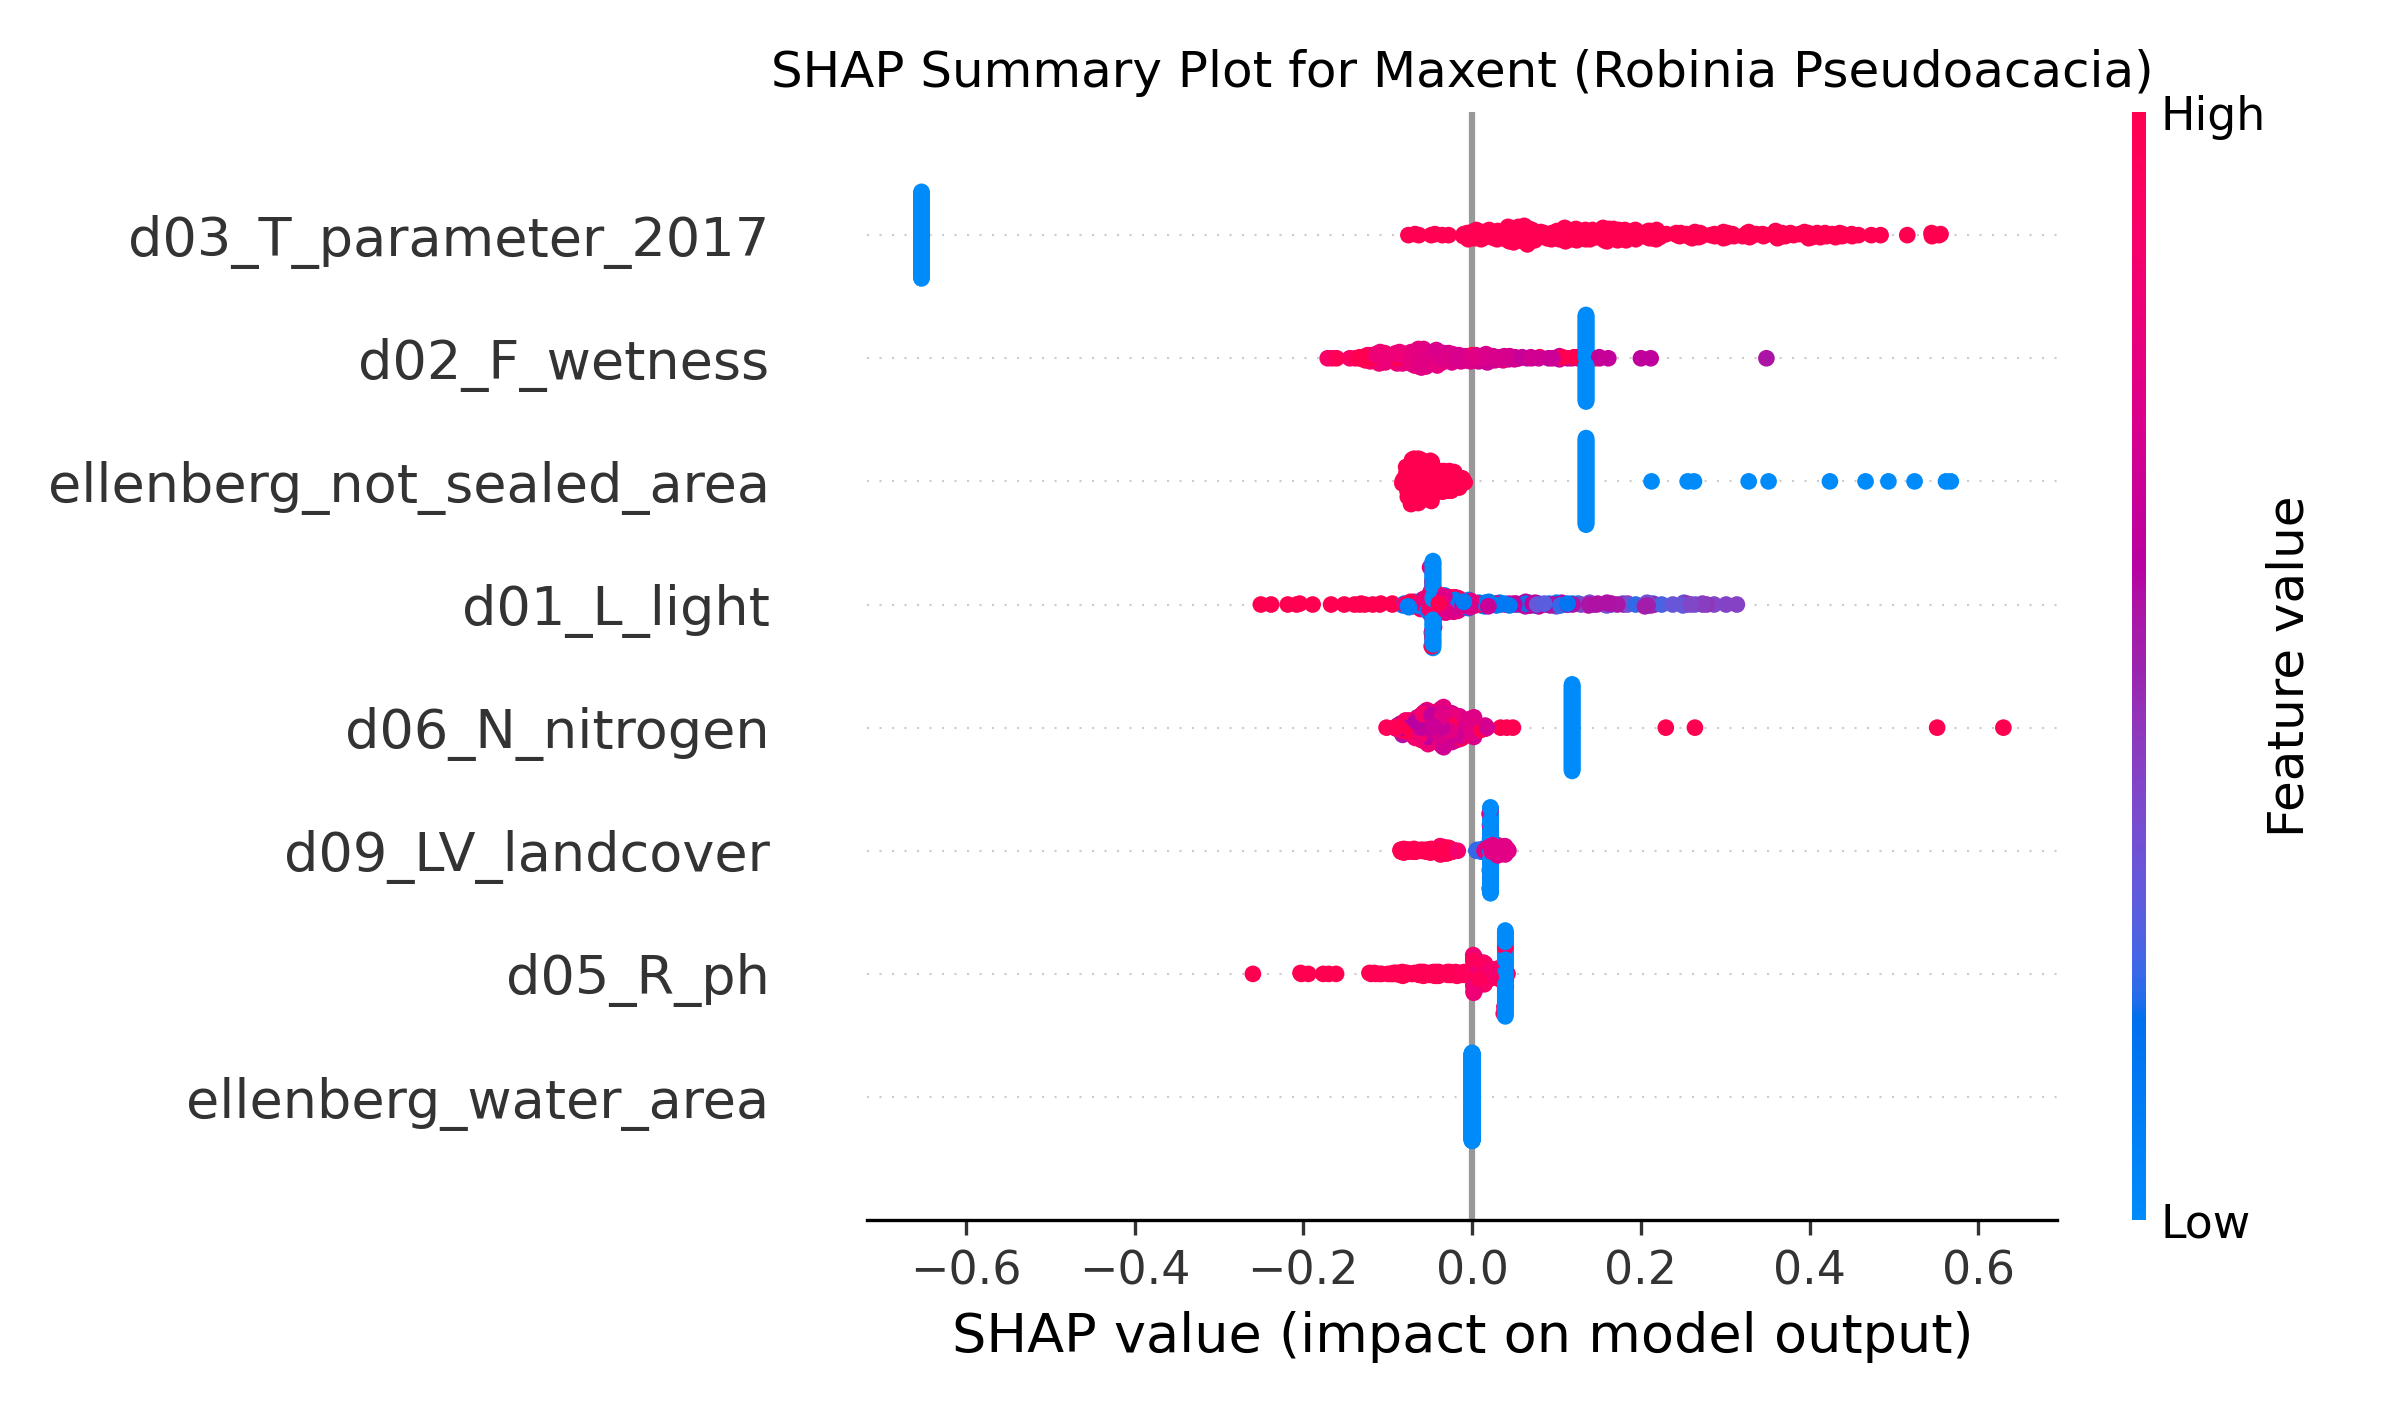 SHAP Summary Plot for Maxent (Robinia Pseudoacacia)
High
d03_T_parameter_2017
d02_F_wetness
ellenberg_not_sealed_area
d01_L_light
d06_N_nitrogen
d09_LV_landcover
d05_R_ph
ellenberg_water_area
Feature value
Low
−0.6 −0.4 −0.2 0.0 0.2 0.4 0.6
SHAP value (impact on model output)